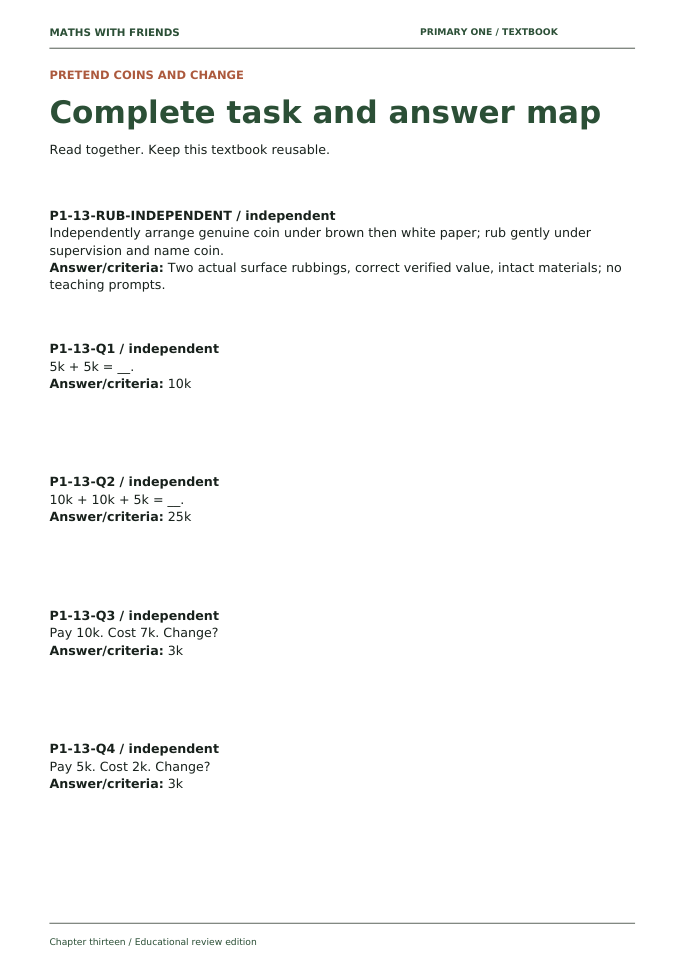 MATHS WITH FRIENDS
PRIMARY ONE / TEXTBOOK
PRETEND COINS AND CHANGE
Complete task and answer map
Read together. Keep this textbook reusable.
P1-13-RUB-INDEPENDENT / independent
Independently arrange genuine coin under brown then white paper; rub gently under
supervision and name coin.
Answer/criteria: Two actual surface rubbings, correct verified value, intact materials; no
teaching prompts.
P1-13-Q1 / independent
5k + 5k = __.
Answer/criteria: 10k
P1-13-Q2 / independent
10k + 10k + 5k = __.
Answer/criteria: 25k
P1-13-Q3 / independent
Pay 10k. Cost 7k. Change?
Answer/criteria: 3k
P1-13-Q4 / independent
Pay 5k. Cost 2k. Change?
Answer/criteria: 3k
Chapter thirteen / Educational review edition